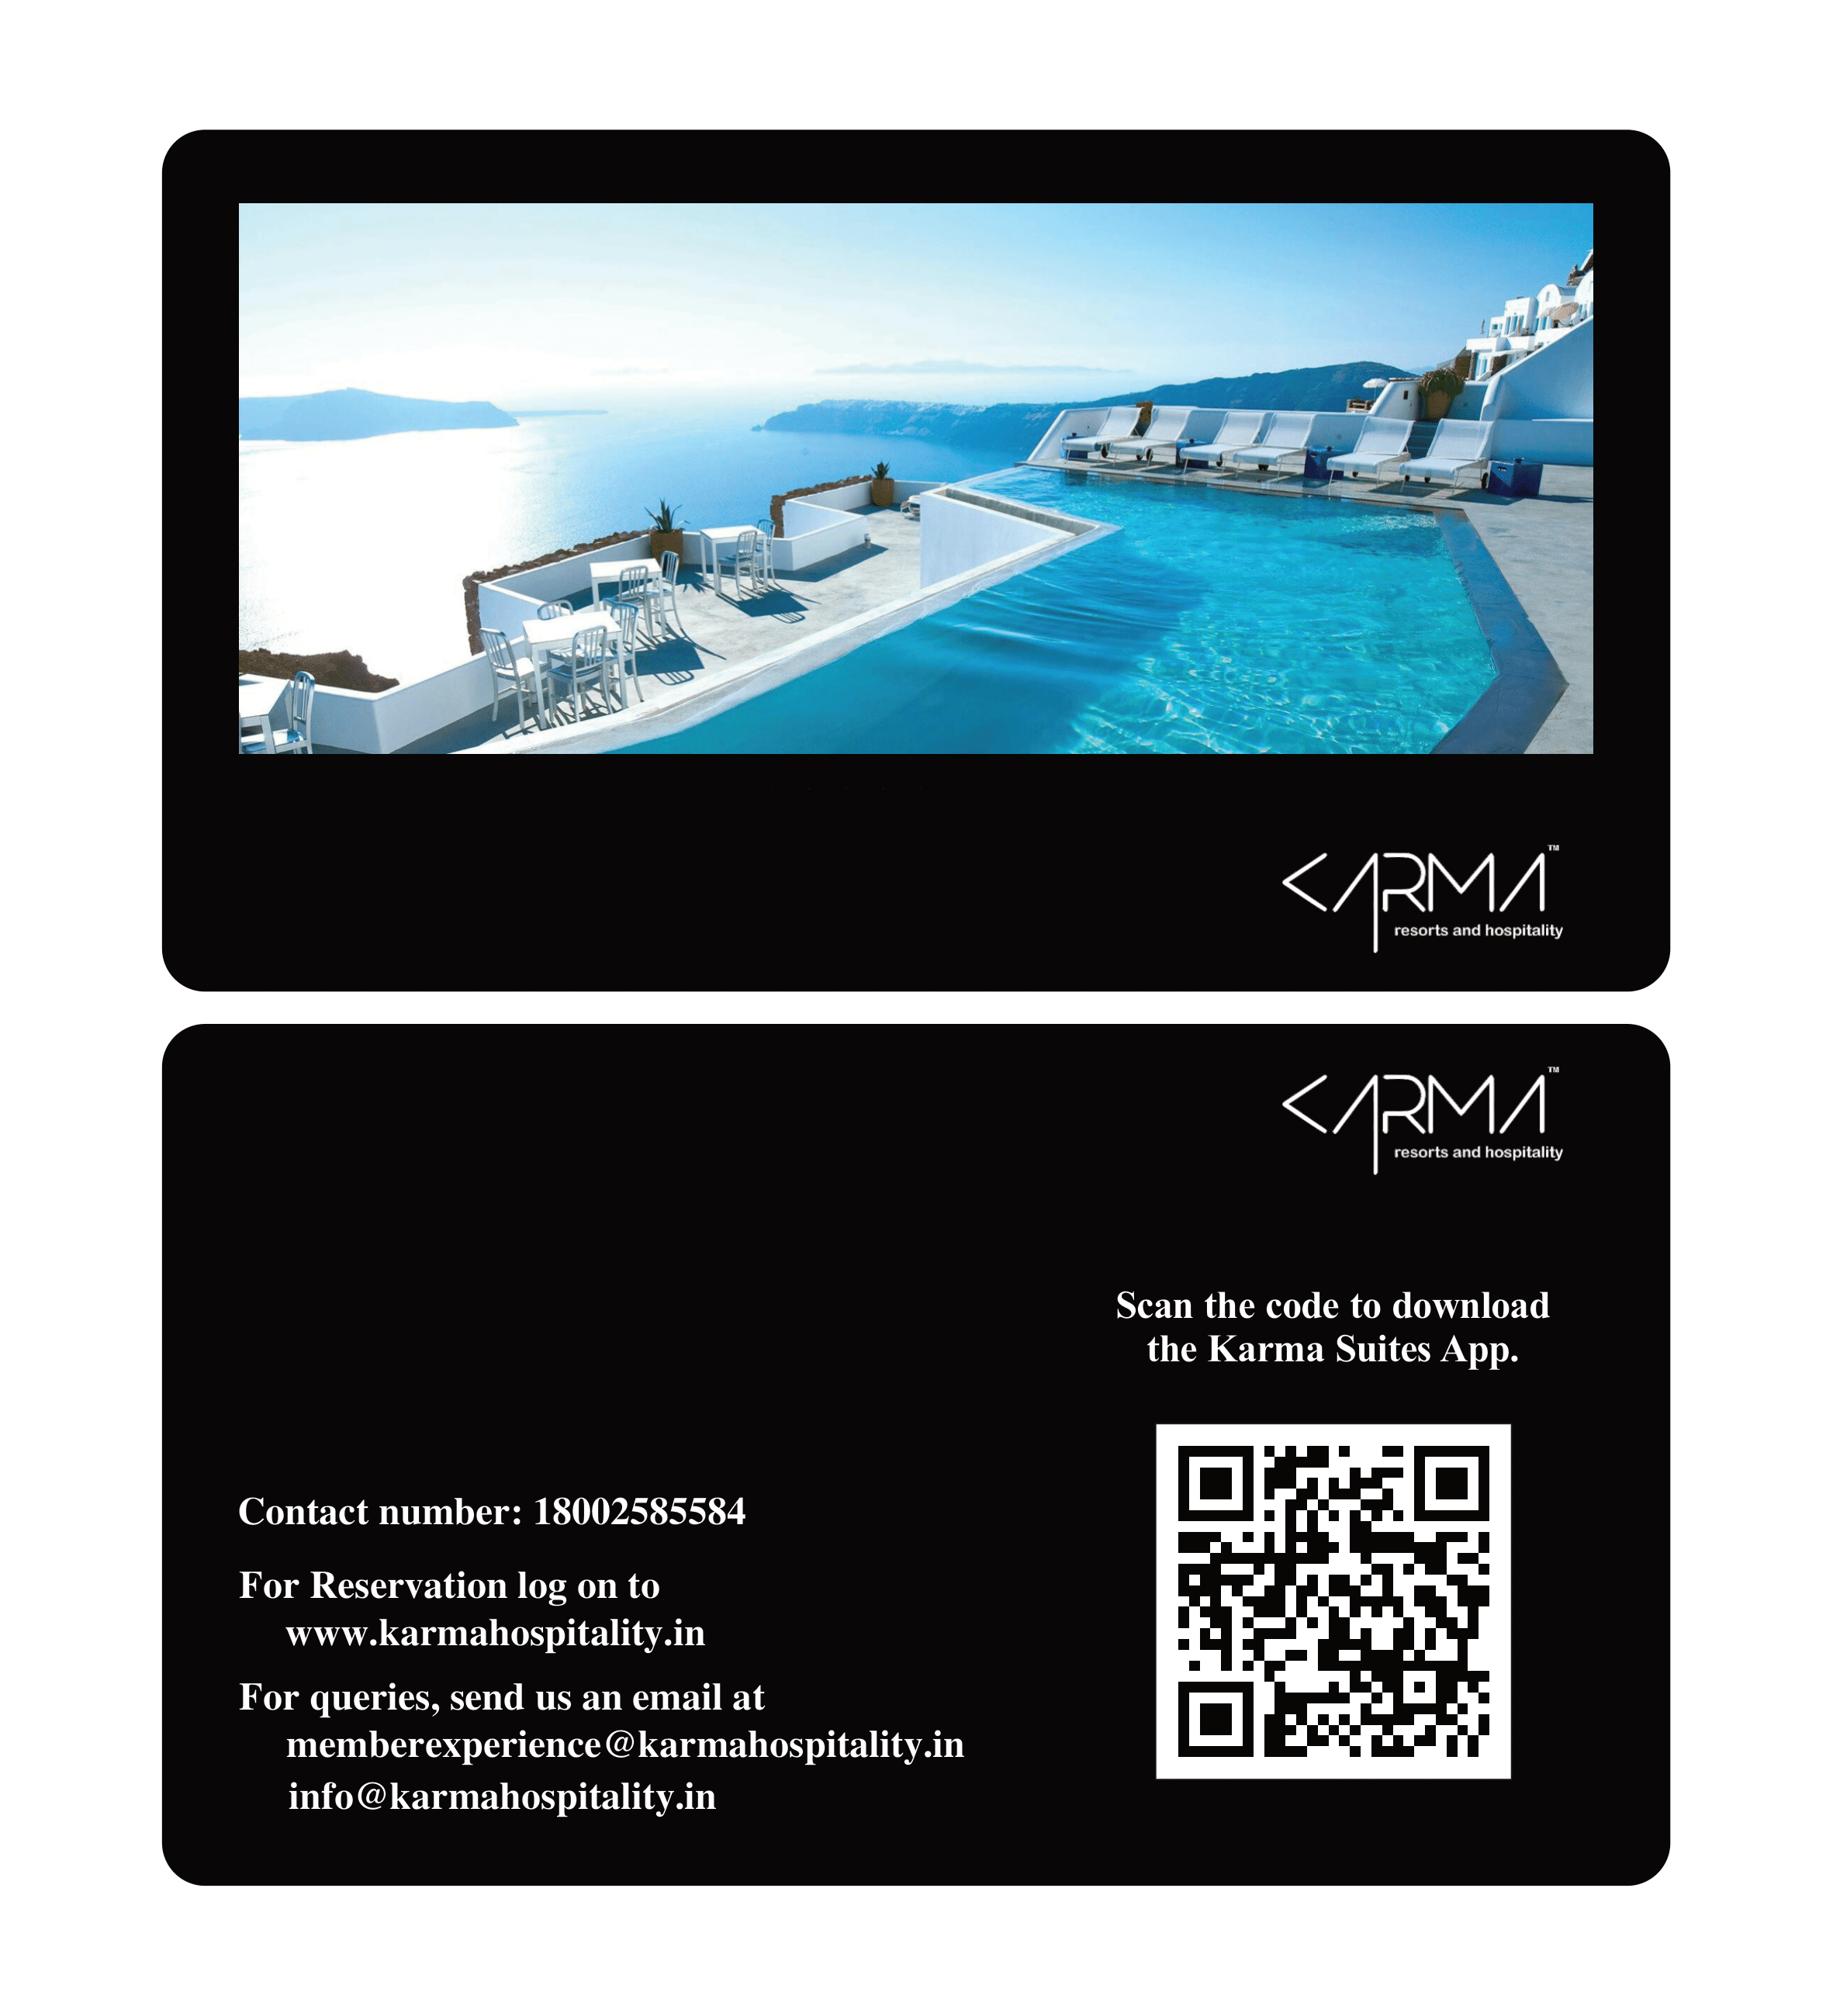 KARMA™
resorts and hospitality
KARMA™
resorts and hospitality
Scan the code to download
the Karma Suites App.
Contact number: 18002585584
For Reservation log on to
www.karmahospitality.in
For queries, send us an email at
memberexperience@karmahospitality.in
info@karmahospitality.in